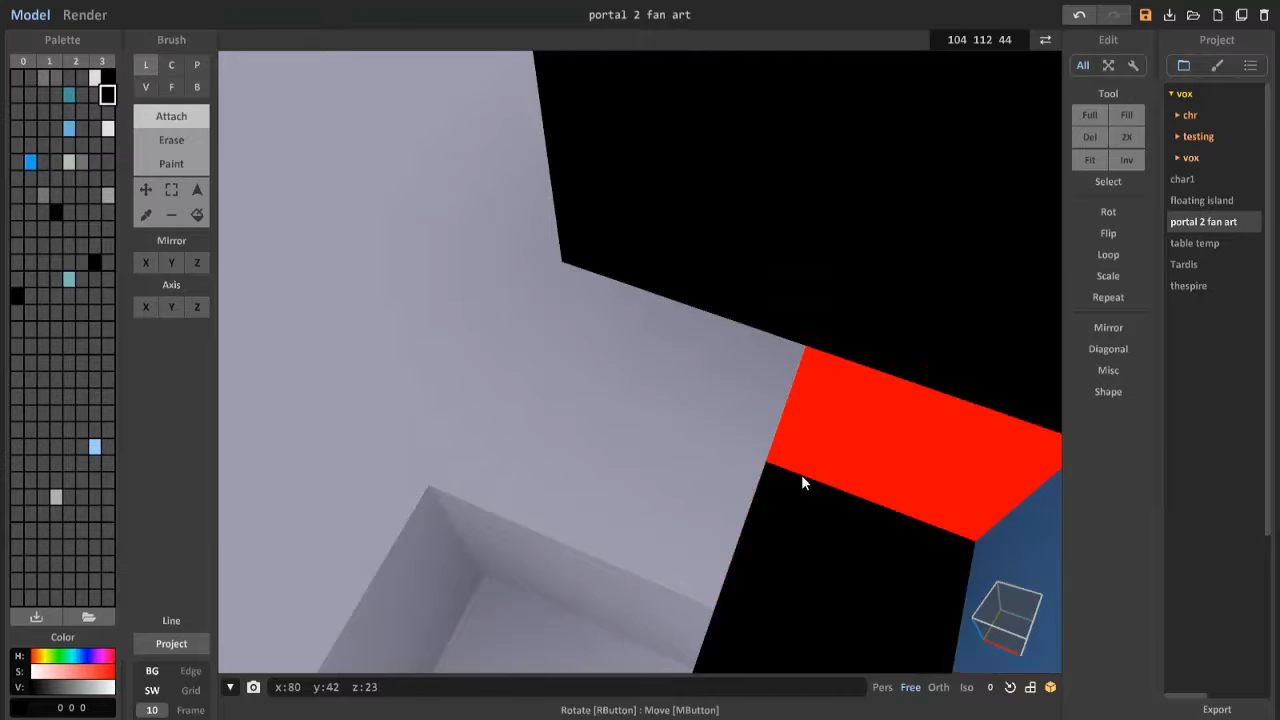 Model Render
portal 2 fan art
Palette
0 1 2 3
Color
H:
S:
V:
0 0 0
Brush
L C P
V F B
Attach
Erase
Paint
Mirror
X Y Z
Axis
X Y Z
Line
Project
BG Edge
SW Grid
10 Frame
104 112 44
x:80 y:42 z:23
Pers Free Orth Iso 0
Rotate [RButton] : Move [MButton]
Edit
All
Tool
Full Fill
Del 2X
Fit Inv
Select
Rot
Flip
Loop
Scale
Repeat
Mirror
Diagonal
Misc
Shape
Project
vox
chr
testing
vox
char1
floating island
portal 2 fan art
table temp
Tardis
thespire
Export